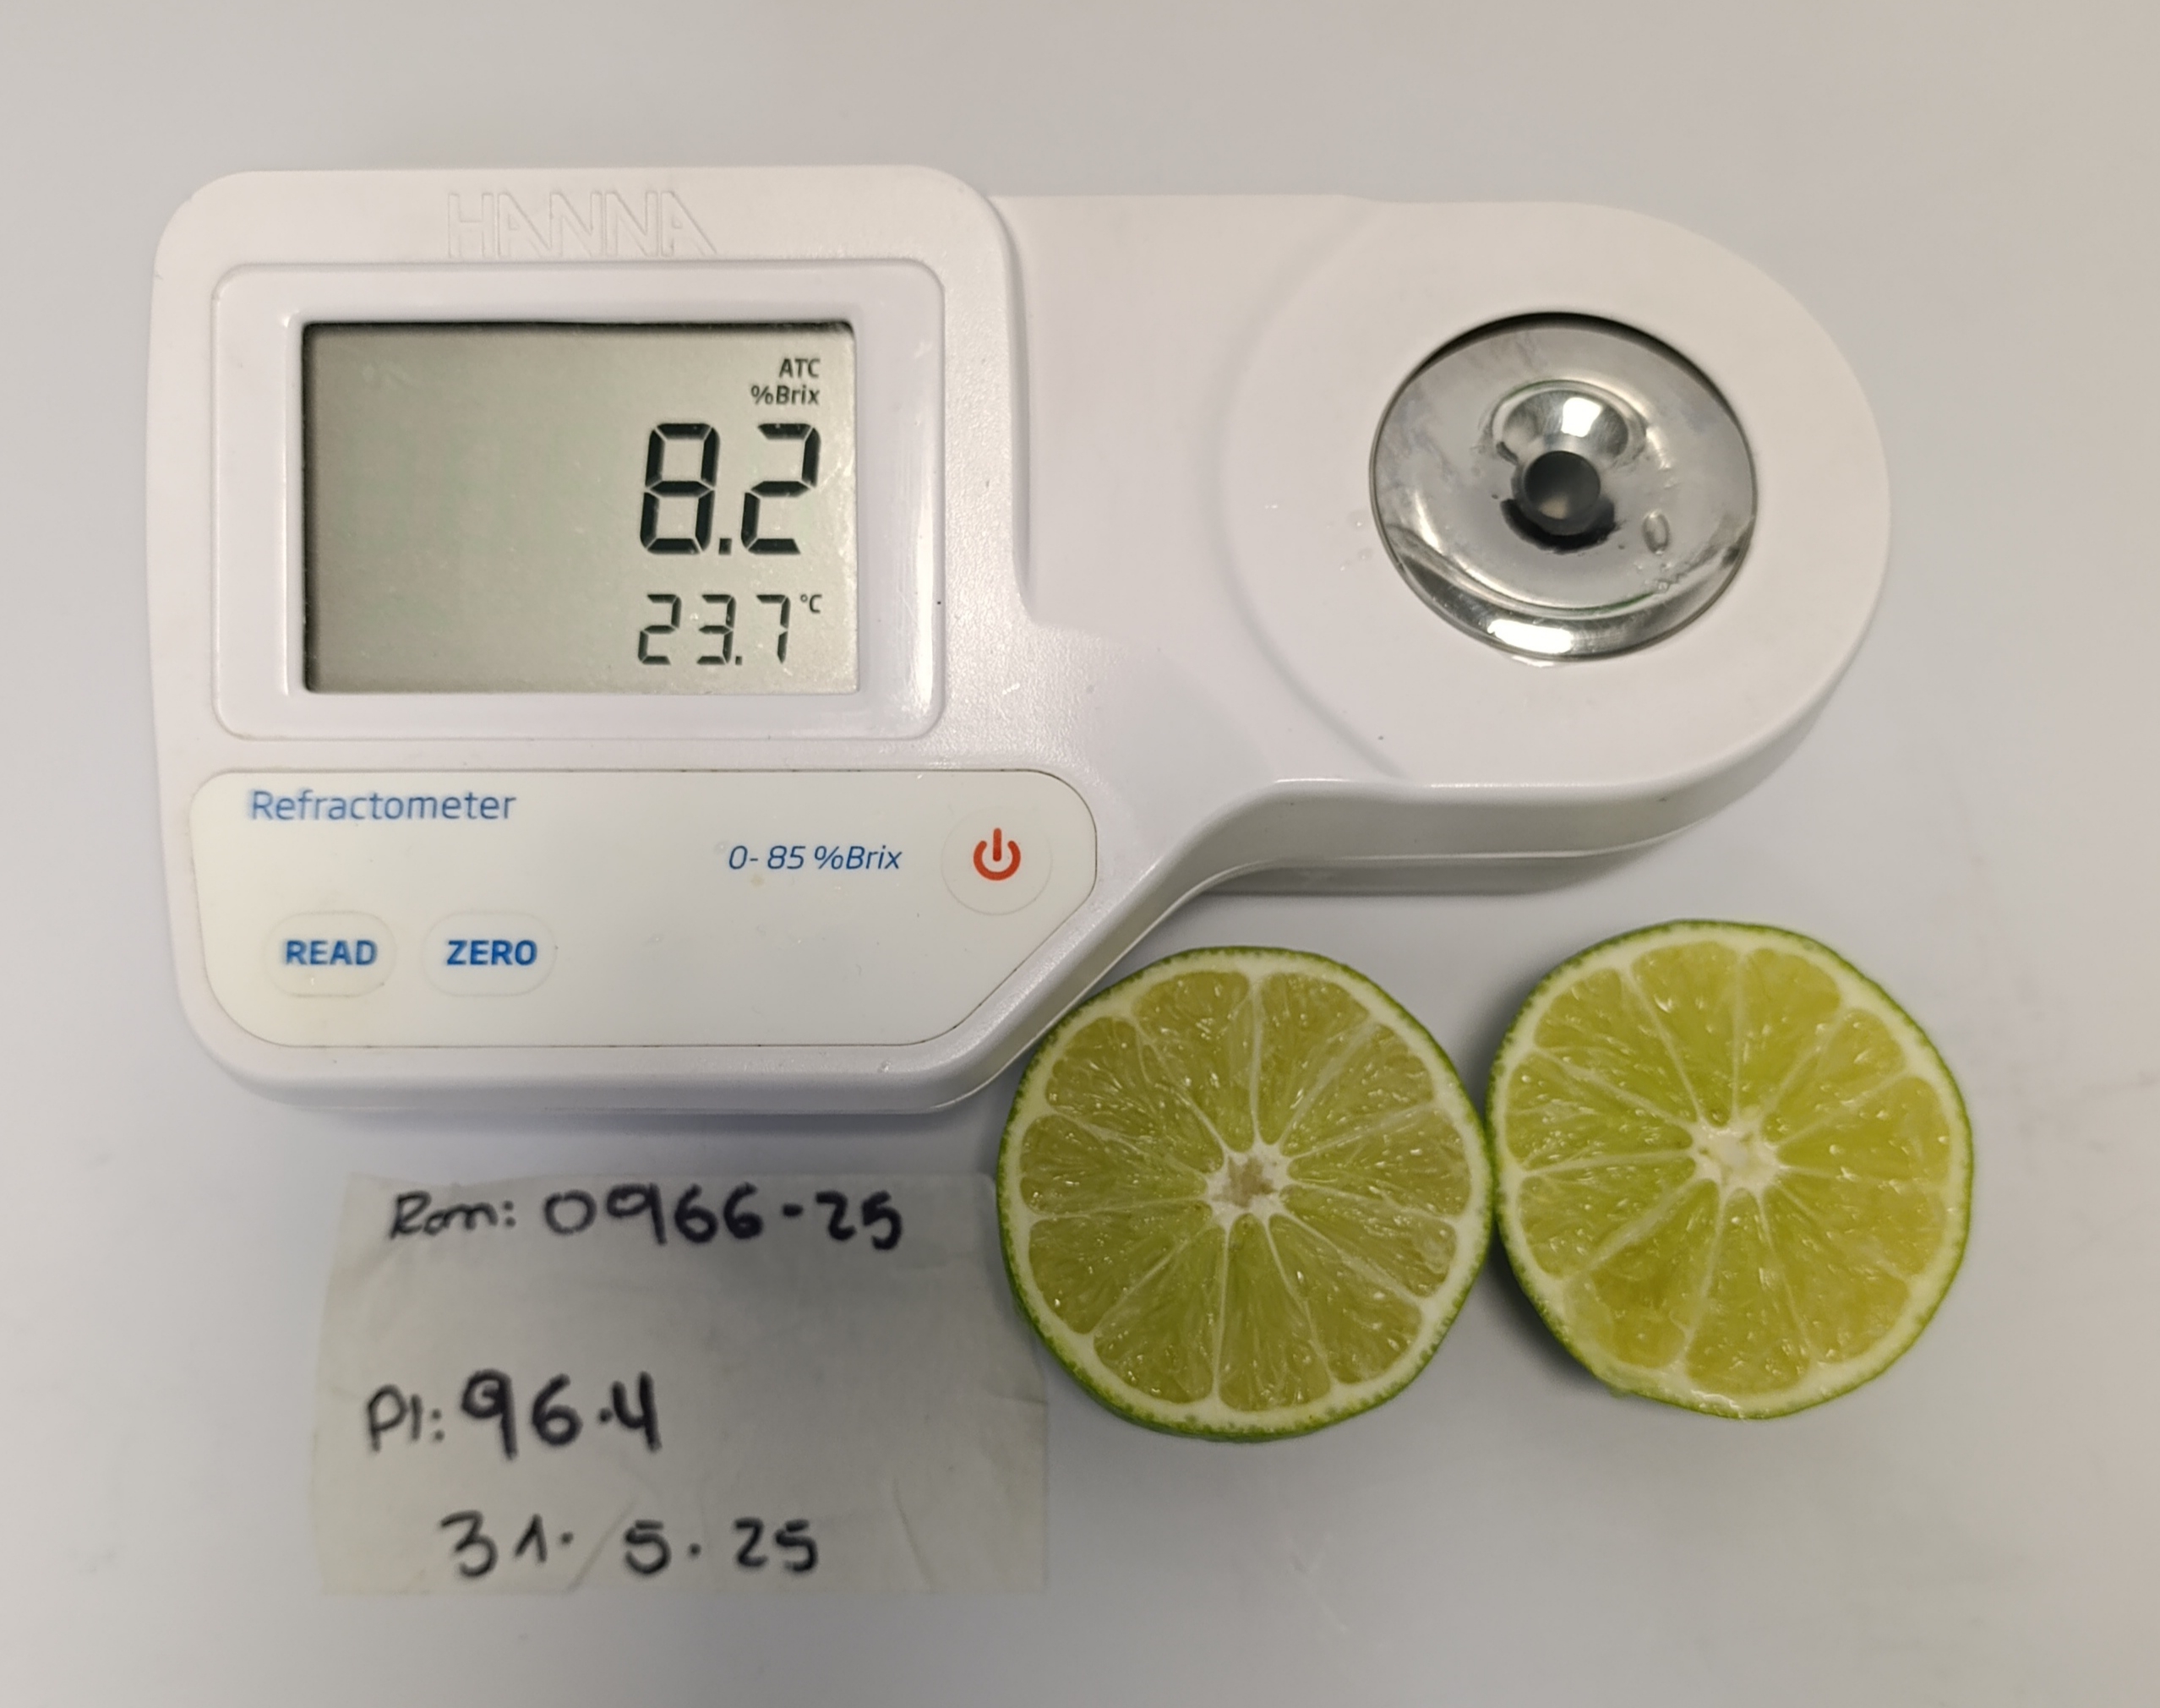 HANNA
ATC
%Brix
8.2
23.7°C
Refractometer
0-85 %Brix
READ ZERO
Rom: 0966-25
PI: 96.4
31. 5. 25